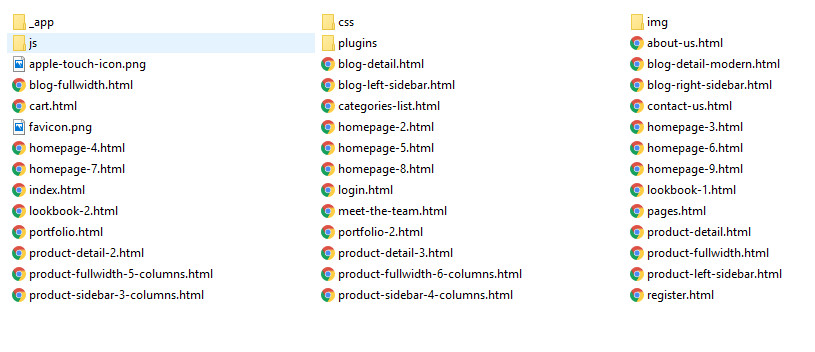 _app css img
js plugins about-us.html
apple-touch-icon.png blog-detail.html blog-detail-modern.html
blog-fullwidth.html blog-left-sidebar.html blog-right-sidebar.html
cart.html categories-list.html contact-us.html
favicon.png homepage-2.html homepage-3.html
homepage-4.html homepage-5.html homepage-6.html
homepage-7.html homepage-8.html homepage-9.html
index.html login.html lookbook-1.html
lookbook-2.html meet-the-team.html pages.html
portfolio.html portfolio-2.html product-detail.html
product-detail-2.html product-detail-3.html product-fullwidth.html
product-fullwidth-5-columns.html product-fullwidth-6-columns.html product-left-sidebar.html
product-sidebar-3-columns.html product-sidebar-4-columns.html register.html